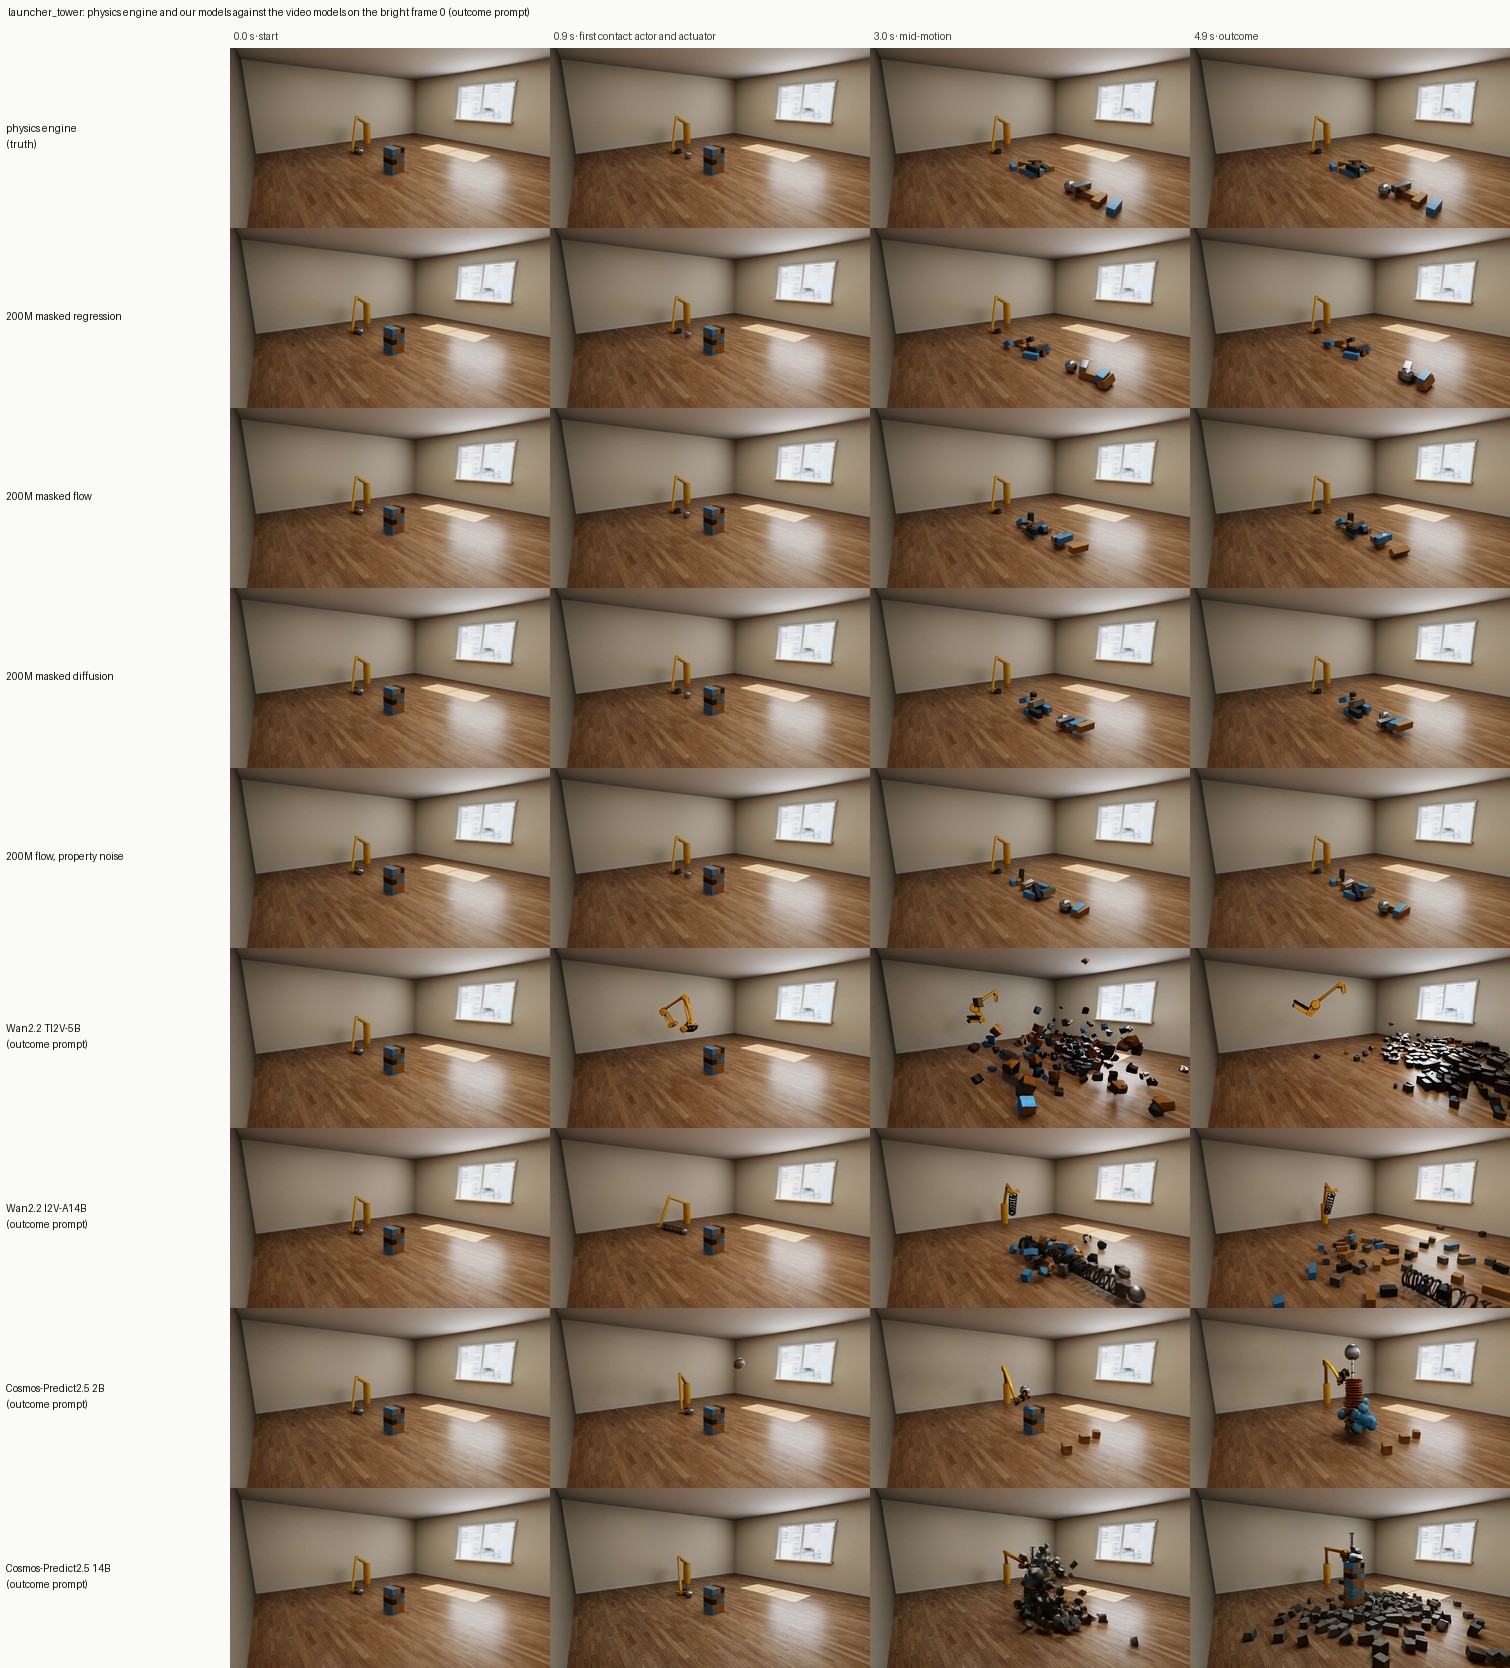 launcher_tower: physics engine and our models against the video models on the bright frame 0 (outcome prompt)
0.0 s · start
0.9 s · first contact: actor and actuator
3.0 s · mid-motion
4.9 s · outcome
physics engine
(truth)
200M masked regression
200M masked flow
200M masked diffusion
200M flow, property noise
Wan2.2 TI2V-5B
(outcome prompt)
Wan2.2 I2V-A14B
(outcome prompt)
Cosmos-Predict2.5 2B
(outcome prompt)
Cosmos-Predict2.5 14B
(outcome prompt)